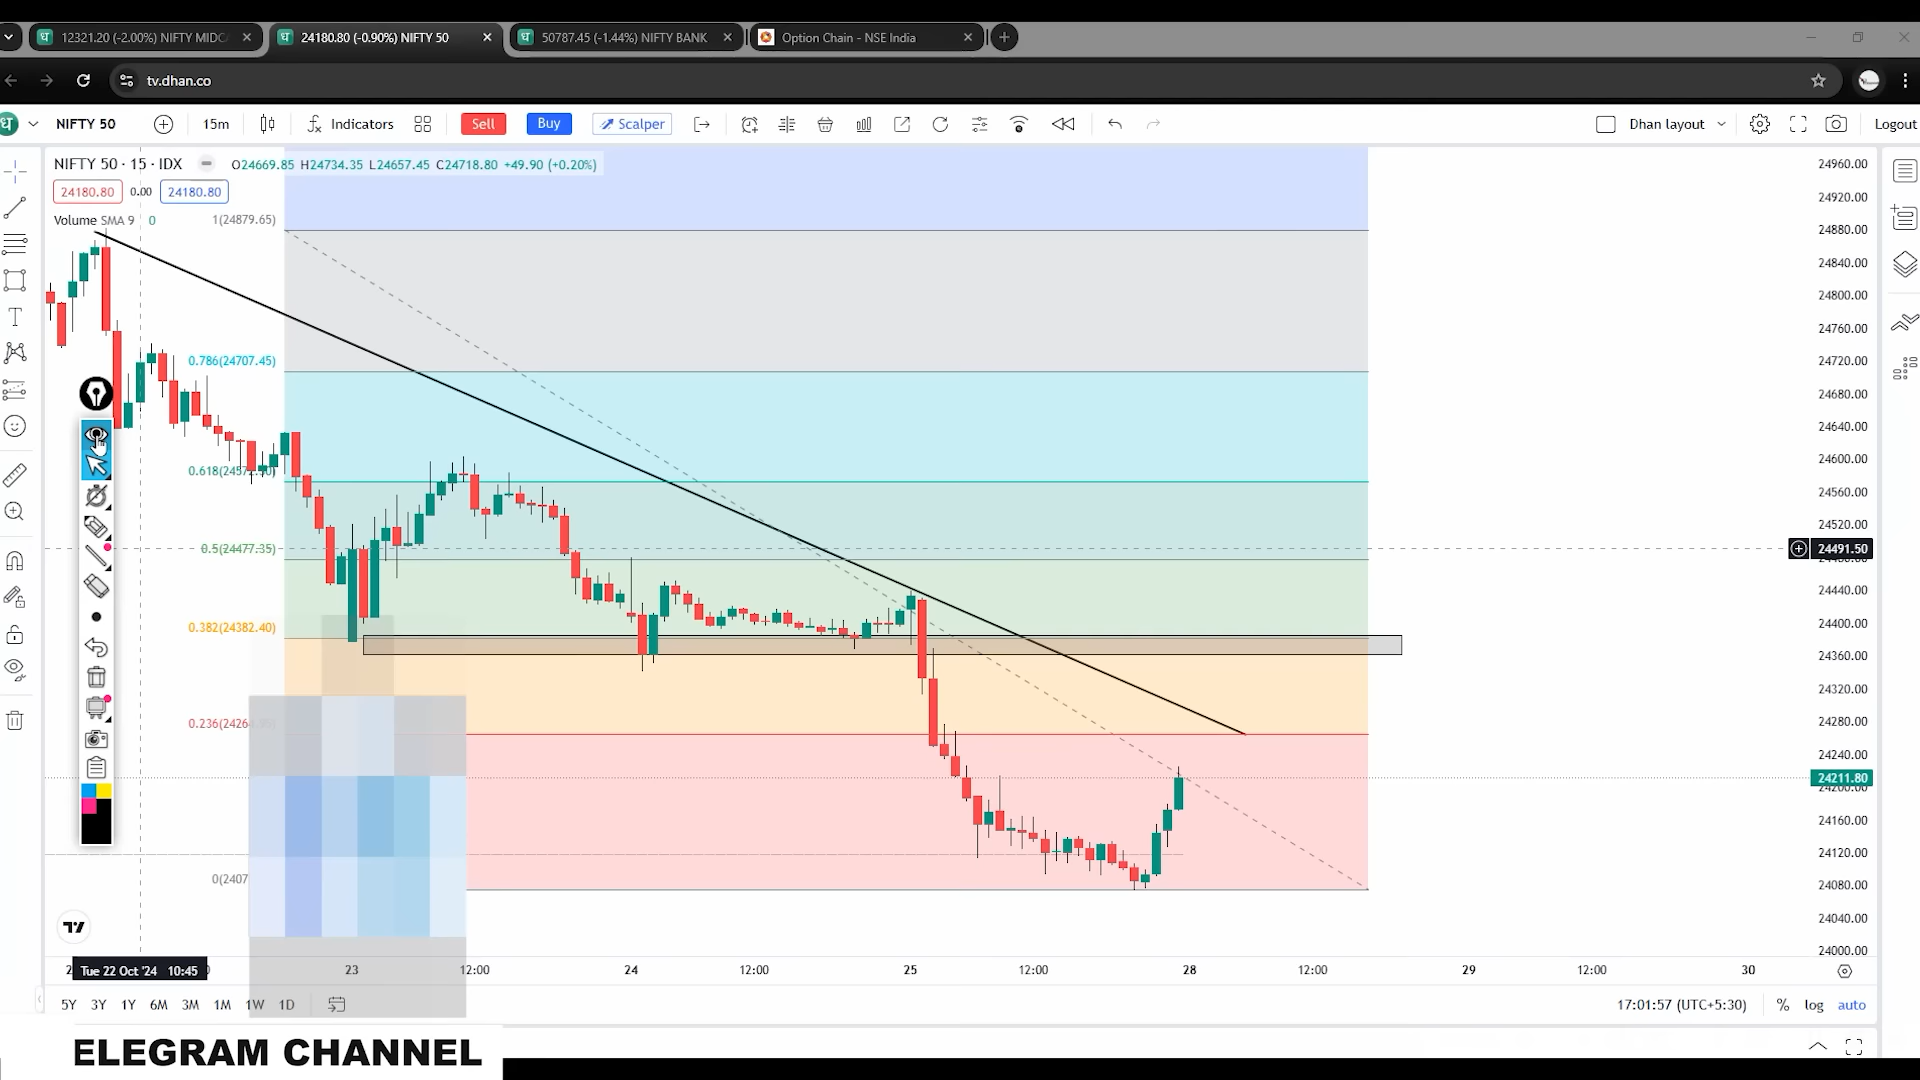 12321.20 (-2.00%) NIFTY MIDC
24180.80 (-0.90%) NIFTY 50
50787.45 (-1.44%) NIFTY BANK
Option Chain - NSE India
tv.dhan.co
NIFTY 50
15m
Indicators
Sell
Buy
Scalper
Dhan layout
Logout
NIFTY 50 · 15 · IDX
O24669.85 H24734.35 L24657.45 C24718.80 +49.90 (+0.20%)
24180.80 0.00 24180.80
Volume SMA 9 0
1(24879.65)
0.786(24707.45)
0.5(24477.35)
0.382(24382.40)
24960.00
24920.00
24880.00
24840.00
24800.00
24760.00
24720.00
24680.00
24640.00
24600.00
24560.00
24520.00
24491.50
24440.00
24400.00
24360.00
24320.00
24280.00
24240.00
24211.80
24200.00
24160.00
24120.00
24080.00
24040.00
24000.00
Tue 22 Oct '24 10:45
23 12:00 24 12:00 25 12:00 28 12:00 29 12:00 30
5Y 3Y 1Y 6M 3M 1M 1W 1D
17:01:57 (UTC+5:30) % log auto
ELEGRAM CHANNEL